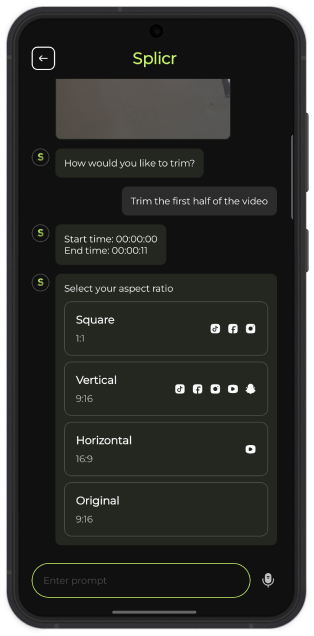 Splicr
S
How would you like to trim?
Trim the first half of the video
S
Start time: 00:00:00
End time: 00:00:11
S
Select your aspect ratio
Square
1:1
Vertical
9:16
Horizontal
16:9
Original
9:16
Enter prompt